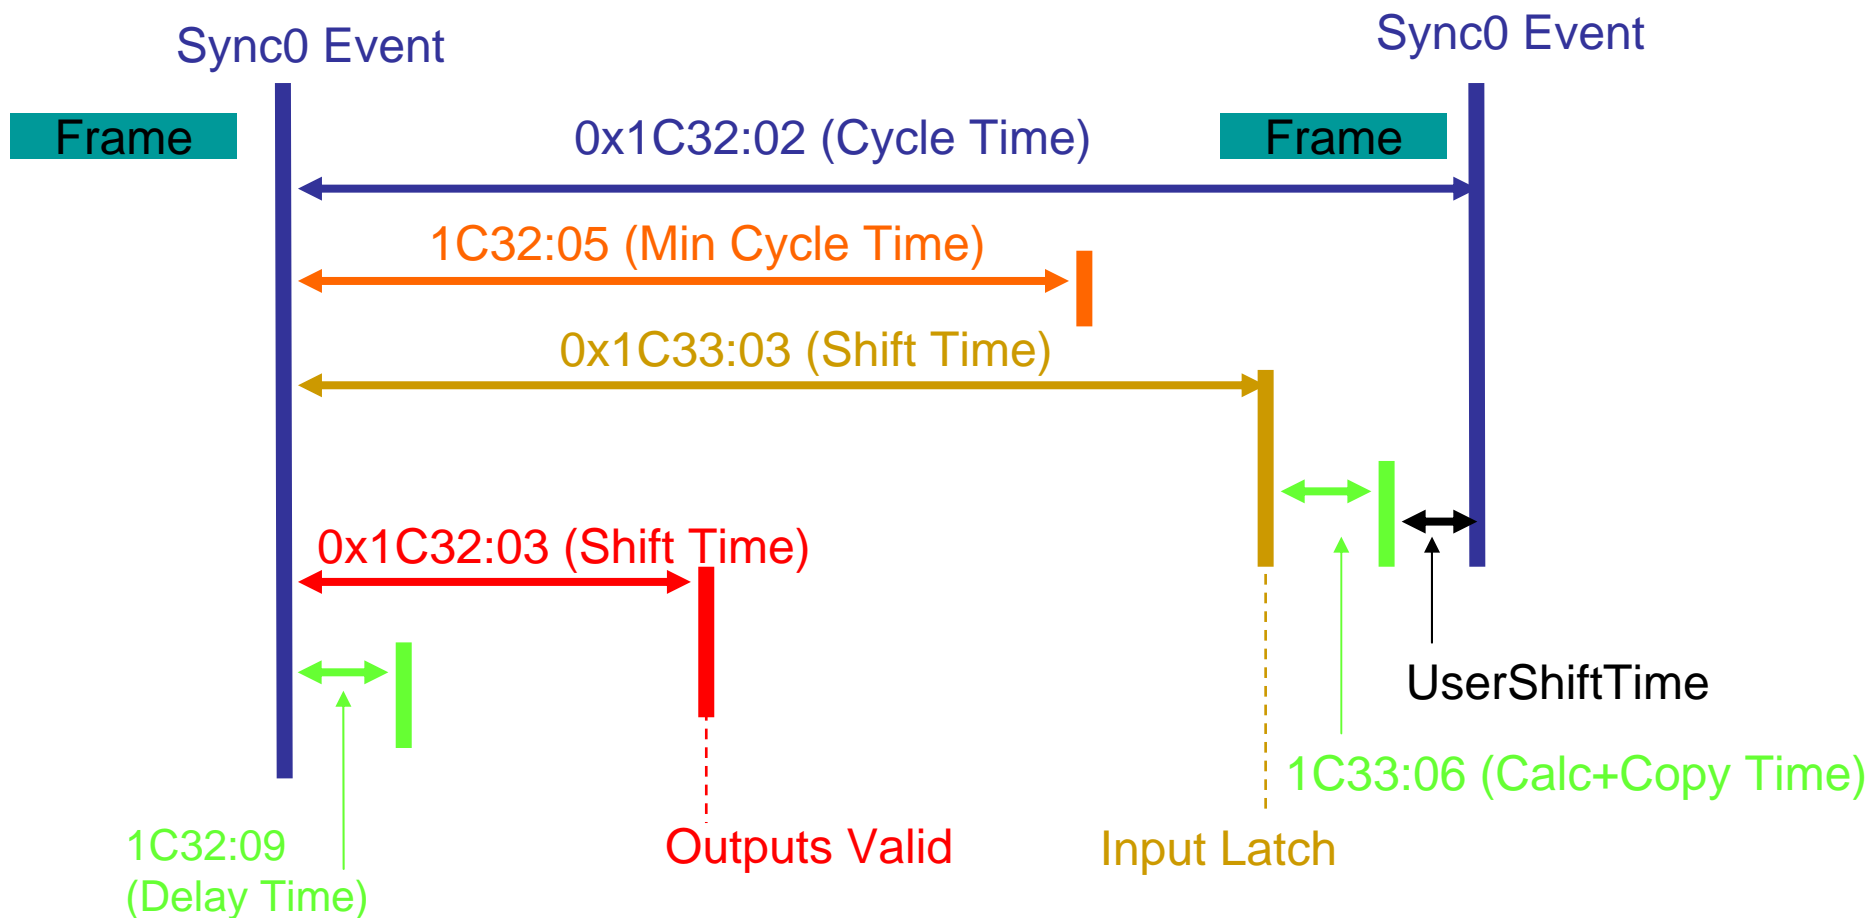 Sync0 Event
Sync0 Event
Frame
0x1C32:02 (Cycle Time)
Frame
1C32:05 (Min Cycle Time)
0x1C33:03 (Shift Time)
0x1C32:03 (Shift Time)
UserShiftTime
1C33:06 (Calc+Copy Time)
1C32:09
(Delay Time)
Outputs Valid
Input Latch